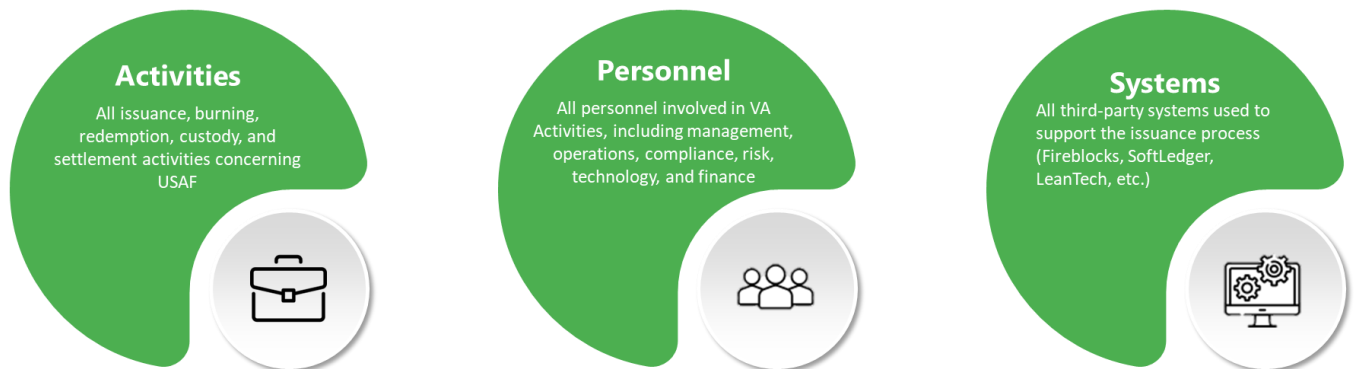 Activities
All issuance, burning,
redemption, custody, and
settlement activities concerning
USAF
Personnel
All personnel involved in VA
Activities, including management,
operations, compliance, risk,
technology, and finance
Systems
All third-party systems used to
support the issuance process
(Fireblocks, SoftLedger,
LeanTech, etc.)